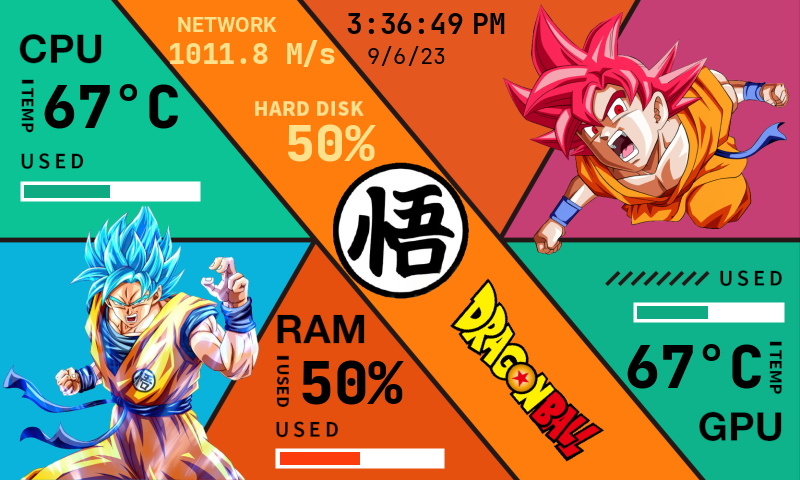 CPU
TEMP
67°C
USED
NETWORK
1011.8 M/s
HARD DISK
50%
3:36:49 PM
9/6/23
悟
悟
RAM
USED
50%
USED
DRAGON BALL
USED
67°C
TEMP
GPU